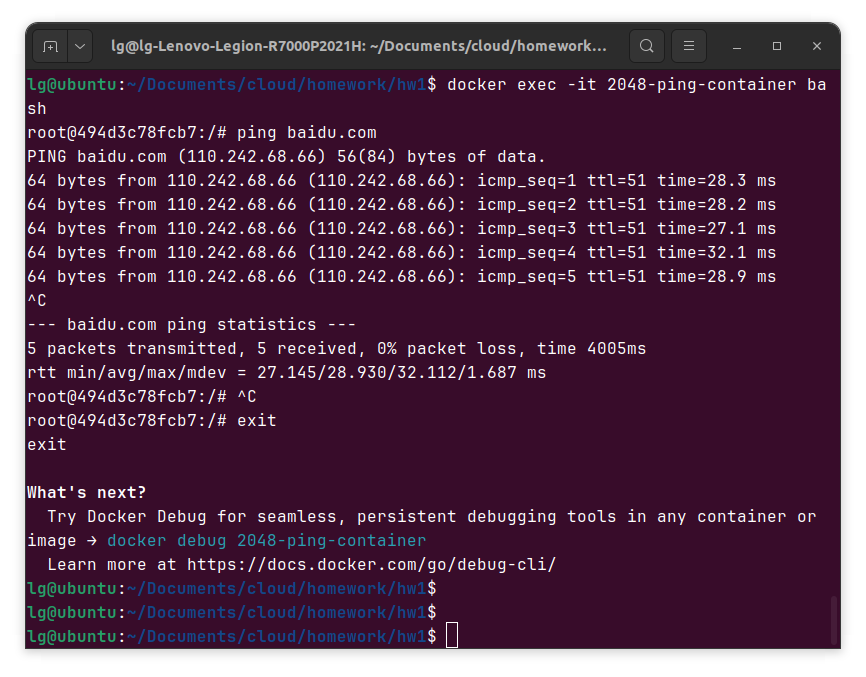 lg@lg-Lenovo-Legion-R7000P2021H: ~/Documents/cloud/homework...
lg@ubuntu:~/Documents/cloud/homework/hw1$ docker exec -it 2048-ping-container ba
sh
root@494d3c78fcb7:/# ping baidu.com
PING baidu.com (110.242.68.66) 56(84) bytes of data.
64 bytes from 110.242.68.66 (110.242.68.66): icmp_seq=1 ttl=51 time=28.3 ms
64 bytes from 110.242.68.66 (110.242.68.66): icmp_seq=2 ttl=51 time=28.2 ms
64 bytes from 110.242.68.66 (110.242.68.66): icmp_seq=3 ttl=51 time=27.1 ms
64 bytes from 110.242.68.66 (110.242.68.66): icmp_seq=4 ttl=51 time=32.1 ms
64 bytes from 110.242.68.66 (110.242.68.66): icmp_seq=5 ttl=51 time=28.9 ms
^C
--- baidu.com ping statistics ---
5 packets transmitted, 5 received, 0% packet loss, time 4005ms
rtt min/avg/max/mdev = 27.145/28.930/32.112/1.687 ms
root@494d3c78fcb7:/# ^C
root@494d3c78fcb7:/# exit
exit

What's next?
  Try Docker Debug for seamless, persistent debugging tools in any container or
image → docker debug 2048-ping-container
  Learn more at https://docs.docker.com/go/debug-cli/
lg@ubuntu:~/Documents/cloud/homework/hw1$
lg@ubuntu:~/Documents/cloud/homework/hw1$
lg@ubuntu:~/Documents/cloud/homework/hw1$